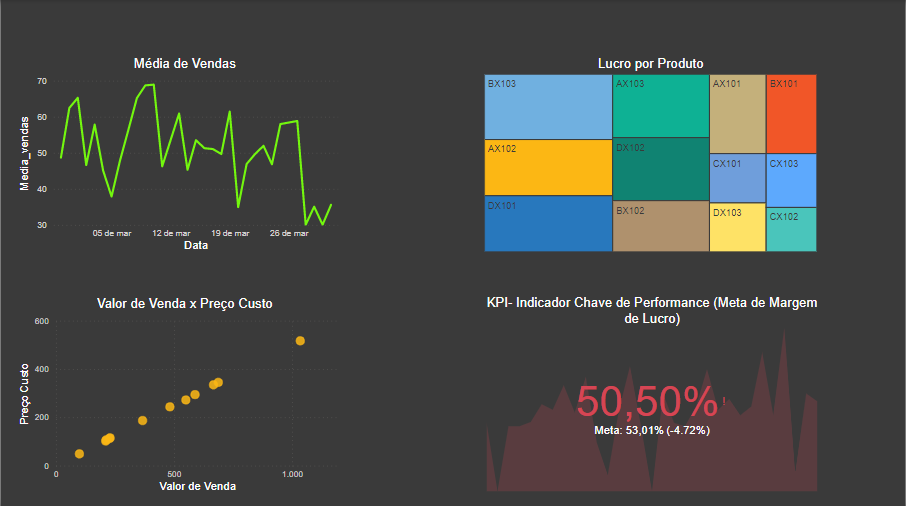 Média de Vendas
70
60
50
40
30
Media_vendas
05 de mar
12 de mar
19 de mar
26 de mar
Data
Lucro por Produto
BX103
AX103
AX101
BX101
AX102
DX102
CX101
CX103
DX101
BX102
DX103
CX102
Valor de Venda x Preço Custo
600
400
200
0
Preço Custo
0
500
1.000
Valor de Venda
KPI- Indicador Chave de Performance (Meta de Margem
de Lucro)
50,50%!
Meta: 53,01% (-4.72%)